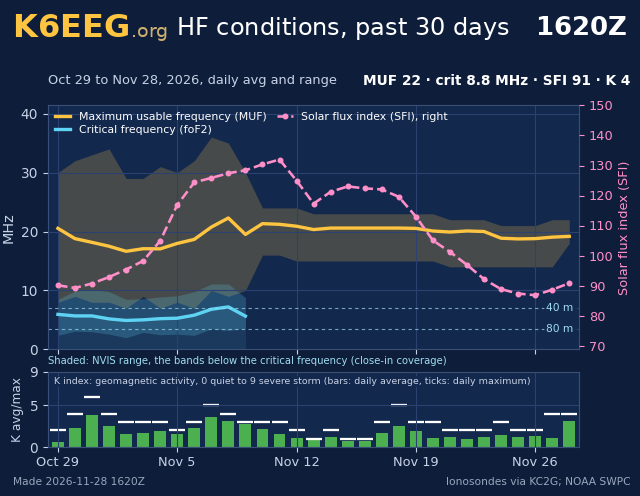 K6EEG.org HF conditions, past 30 days 1620Z
Oct 29 to Nov 28, 2026, daily avg and range MUF 22 · crit 8.8 MHz · SFI 91 · K 4
Maximum usable frequency (MUF) Solar flux index (SFI), right
Critical frequency (foF2)
40
30
20
10
0
MHz
150
140
130
120
110
100
90
80
70
Solar flux index (SFI)
40 m
80 m
Shaded: NVIS range, the bands below the critical frequency (close-in coverage)
K index: geomagnetic activity, 0 quiet to 9 severe storm (bars: daily average, ticks: daily maximum)
9
5
0
K avg/max
Oct 29 Nov 5 Nov 12 Nov 19 Nov 26
Made 2026-11-28 1620Z Ionosondes via KC2G; NOAA SWPC